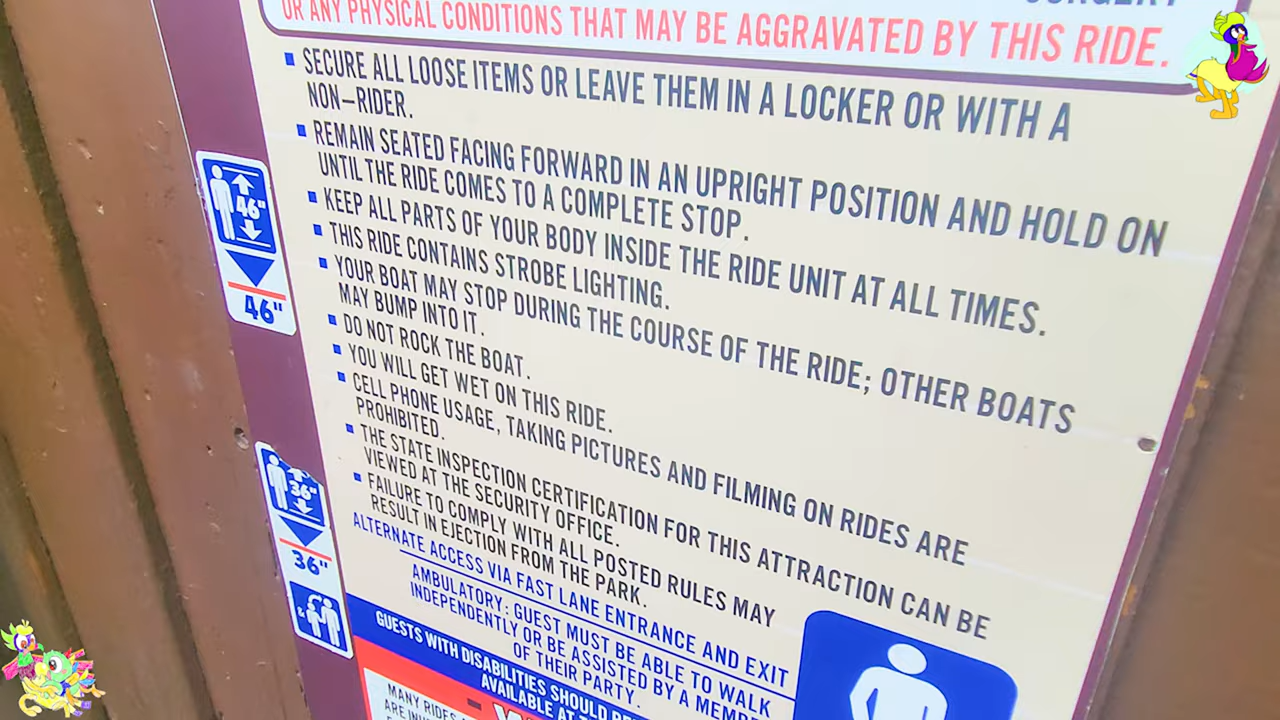 SURGERY
OR ANY PHYSICAL CONDITIONS THAT MAY BE AGGRAVATED BY THIS RIDE.
SECURE ALL LOOSE ITEMS OR LEAVE THEM IN A LOCKER OR WITH A
NON-RIDER.
REMAIN SEATED FACING FORWARD IN AN UPRIGHT POSITION AND HOLD ON
UNTIL THE RIDE COMES TO A COMPLETE STOP.
KEEP ALL PARTS OF YOUR BODY INSIDE THE RIDE UNIT AT ALL TIMES.
THIS RIDE CONTAINS STROBE LIGHTING.
YOUR BOAT MAY STOP DURING THE COURSE OF THE RIDE; OTHER BOATS
MAY BUMP INTO IT.
DO NOT ROCK THE BOAT.
YOU WILL GET WET ON THIS RIDE.
CELL PHONE USAGE, TAKING PICTURES AND FILMING ON RIDES ARE
PROHIBITED.
THE STATE INSPECTION CERTIFICATION FOR THIS ATTRACTION CAN BE
VIEWED AT THE SECURITY OFFICE.
FAILURE TO COMPLY WITH ALL POSTED RULES MAY
RESULT IN EJECTION FROM THE PARK.
ALTERNATE ACCESS VIA FAST LANE ENTRANCE AND EXIT
AMBULATORY: GUEST MUST BE ABLE TO WALK
INDEPENDENTLY OR BE ASSISTED BY A MEMBE
OF THEIR PARTY.
GUESTS WITH DISABILITIES SHOULD
AVAILABLE AT
MANY RIDES
ARE
46"
46"
36"
36"
&